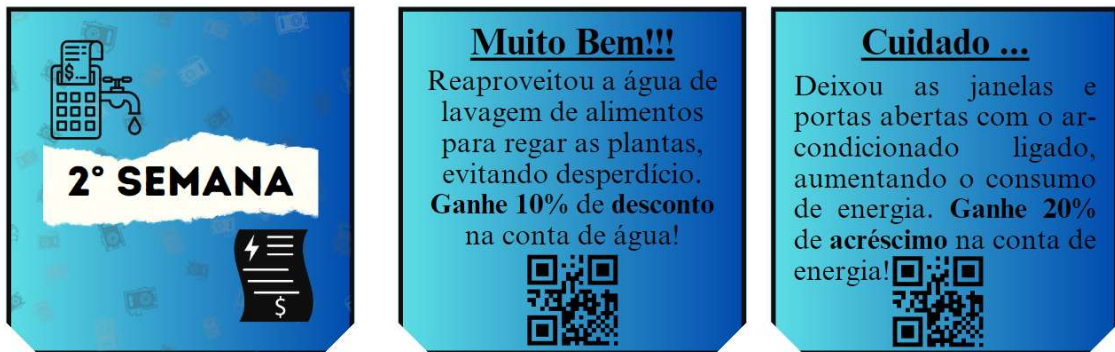 $...
2° SEMANA
$
Muito Bem!!!
Reaproveitou a água de
lavagem de alimentos
para regar as plantas,
evitando desperdício.
Ganhe 10% de desconto
na conta de água!
Cuidado ...
Deixou as janelas e
portas abertas com o ar-
condicionado ligado,
aumentando o consumo
de energia. Ganhe 20%
de acréscimo na conta de
energia!